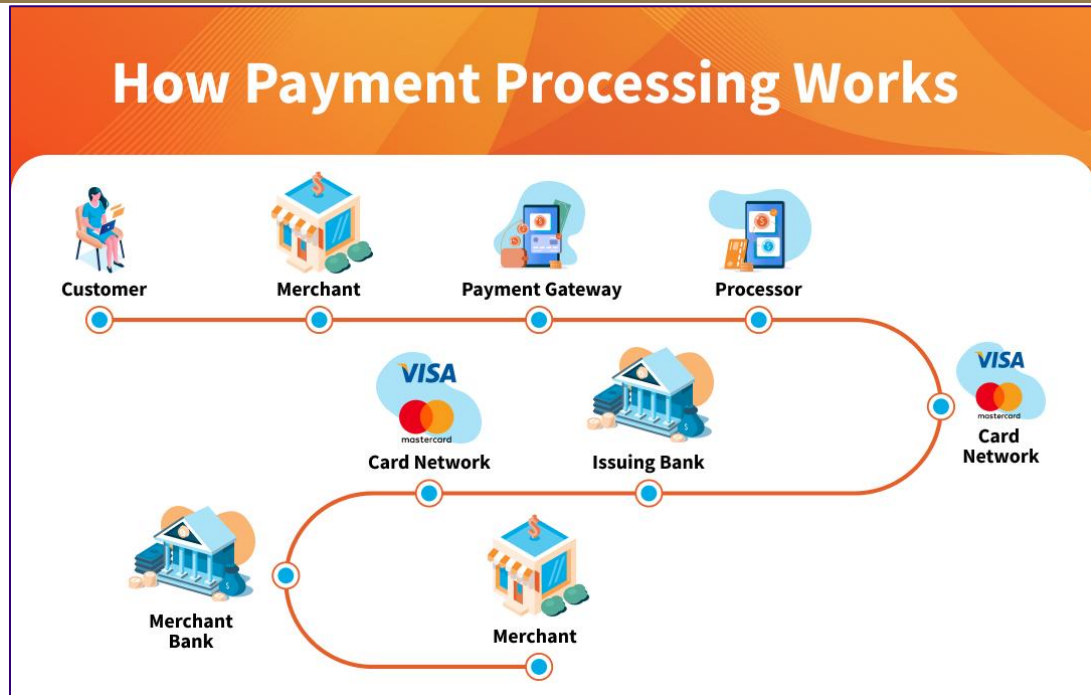 How Payment Processing Works
Customer
Merchant
Payment Gateway
Processor
VISA
mastercard
Card
Network
VISA
mastercard
Card Network
Issuing Bank
Merchant
Bank
Merchant